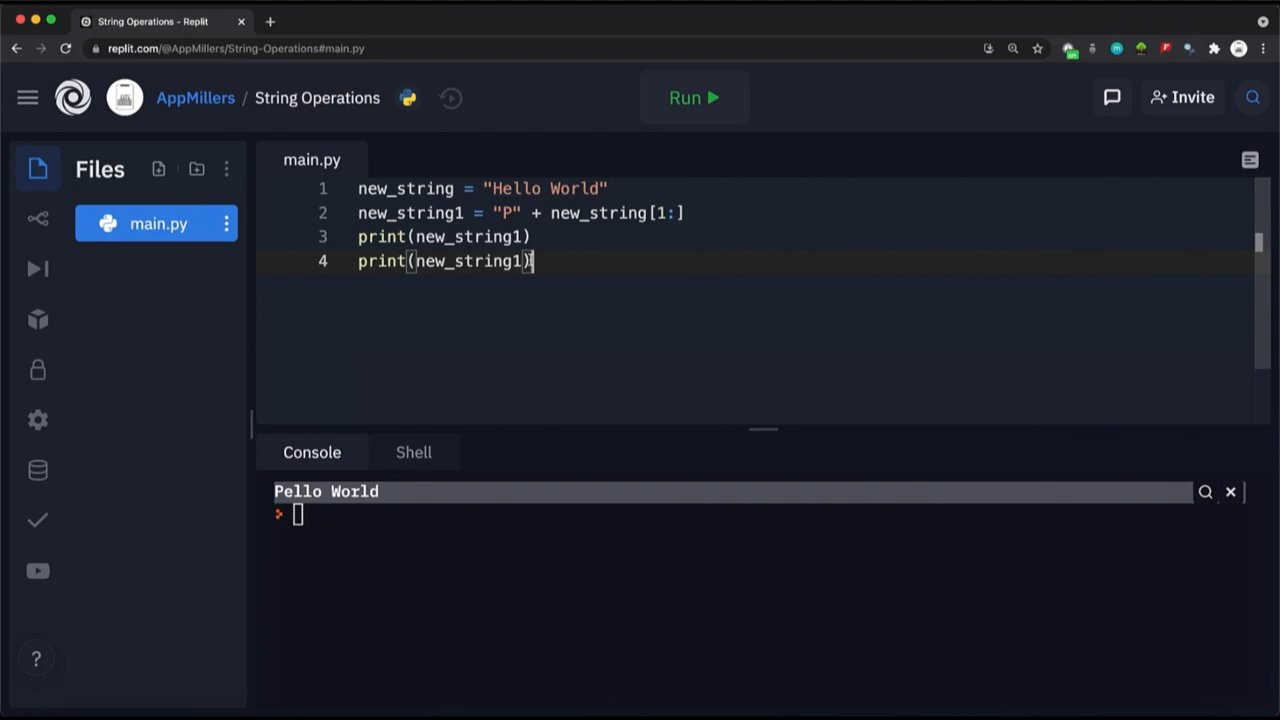 String Operations - Replit
replit.com/@AppMillers/String-Operations#main.py
AppMillers / String Operations
Run
Invite
Files
main.py
main.py
1 new_string = "Hello World"
2 new_string1 = "P" + new_string[1:]
3 print(new_string1)
4 print(new_string1)
Console
Shell
Pello World
>
?